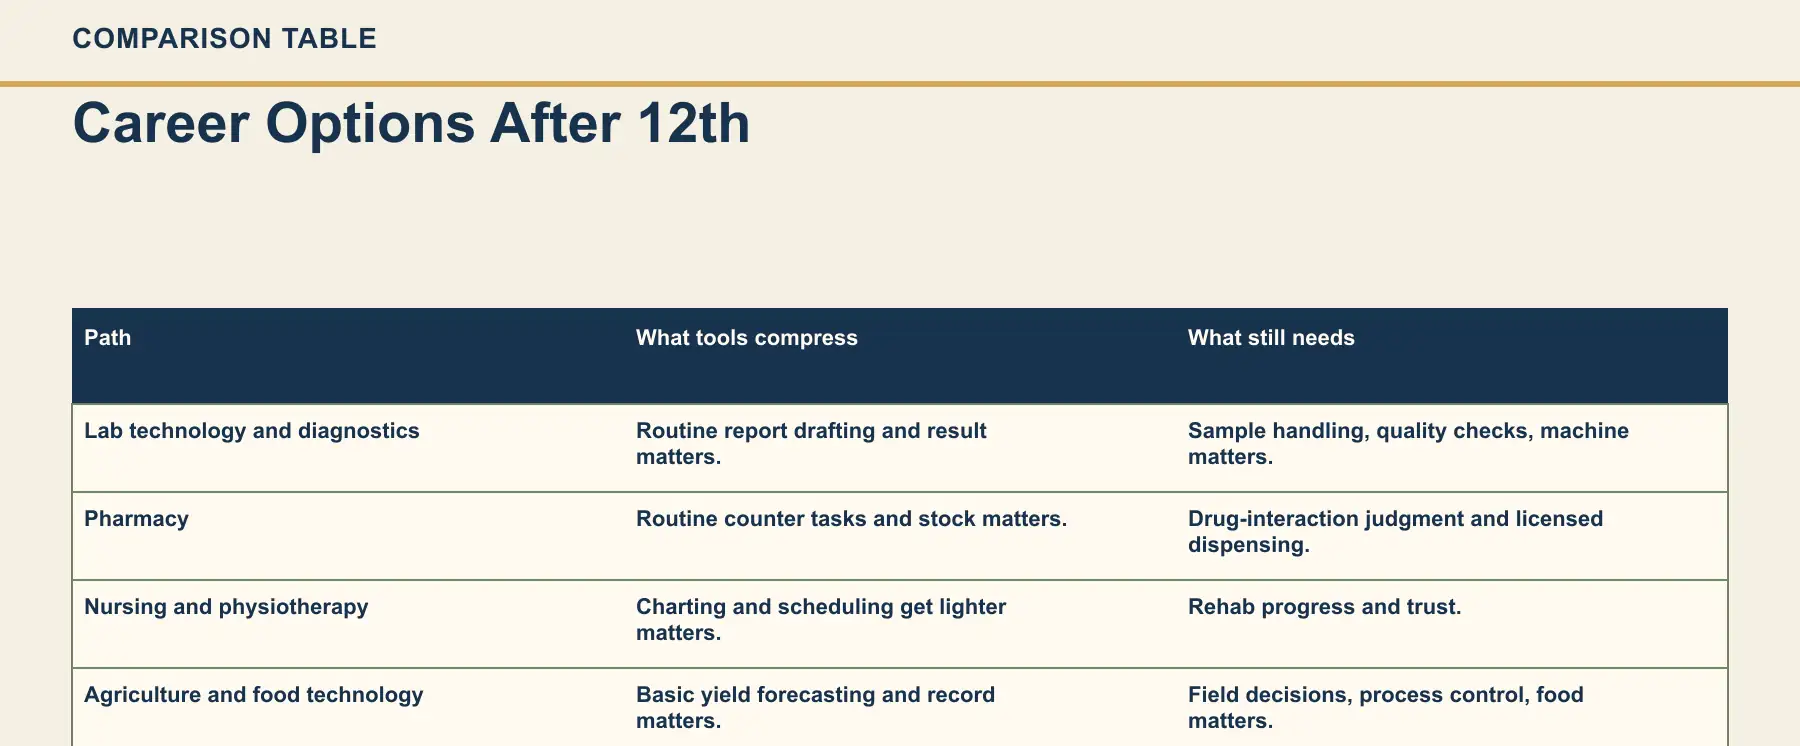 COMPARISON TABLE
Career Options After 12th
Path
What tools compress
What still needs
Lab technology and diagnostics
Routine report drafting and result
matters.
Sample handling, quality checks, machine
matters.
Pharmacy
Routine counter tasks and stock matters.
Drug-interaction judgment and licensed
dispensing.
Nursing and physiotherapy
Charting and scheduling get lighter
matters.
Rehab progress and trust.
Agriculture and food technology
Basic yield forecasting and record
matters.
Field decisions, process control, food
matters.